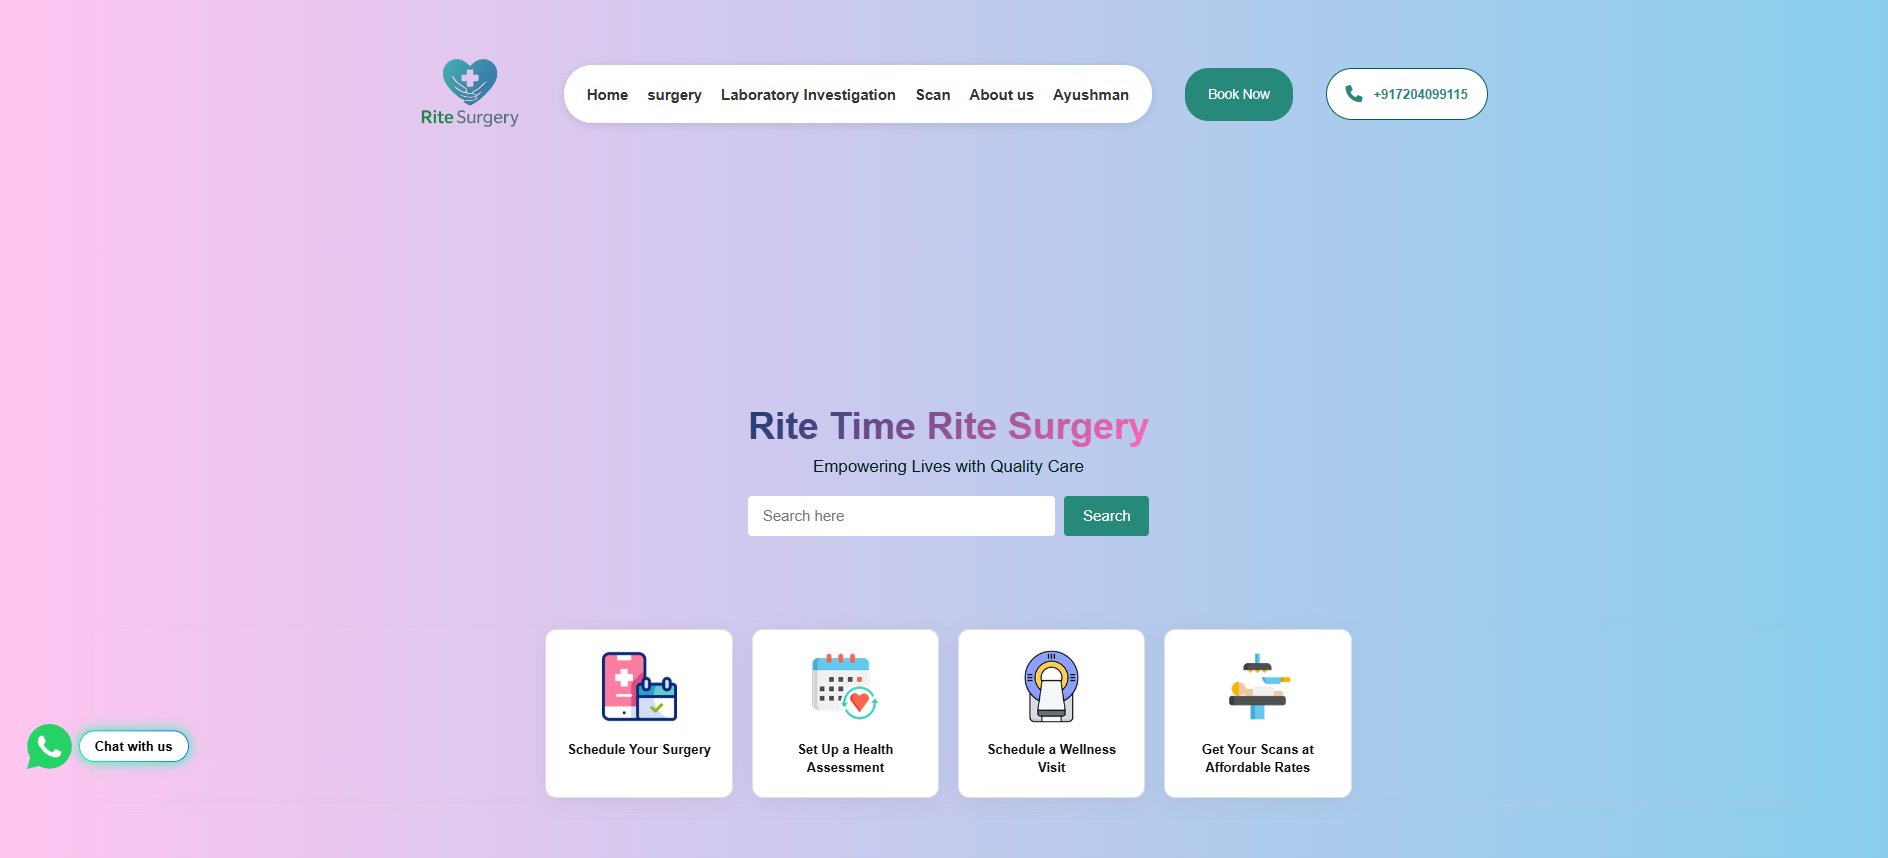 Rite Surgery
Home surgery Laboratory Investigation Scan About us Ayushman
Book Now
+917204099115
Rite Time Rite Surgery
Empowering Lives with Quality Care
Search here
Search
Schedule Your Surgery
Set Up a Health
Assessment
Schedule a Wellness
Visit
Get Your Scans at
Affordable Rates
Chat with us